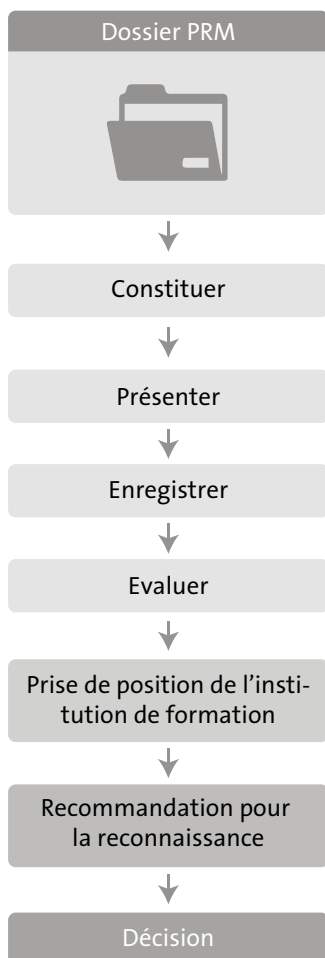 Dossier PRM
Constituer
Présenter
Enregistrer
Evaluer
Prise de position de l’insti-
tution de formation
Recommandation pour
la reconnaissance
Décision